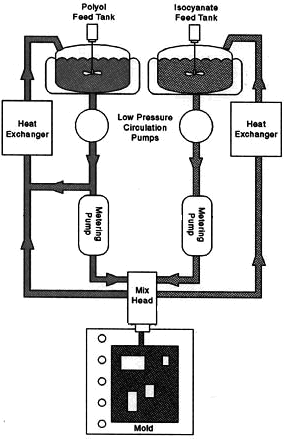 Polyol
Feed Tank
Isocyanate
Feed Tank
Heat
Exchanger
Low Pressure
Circulation
Pumps
Heat
Exchanger
Metering
Pump
Metering
Pump
Mix
Head
Mold